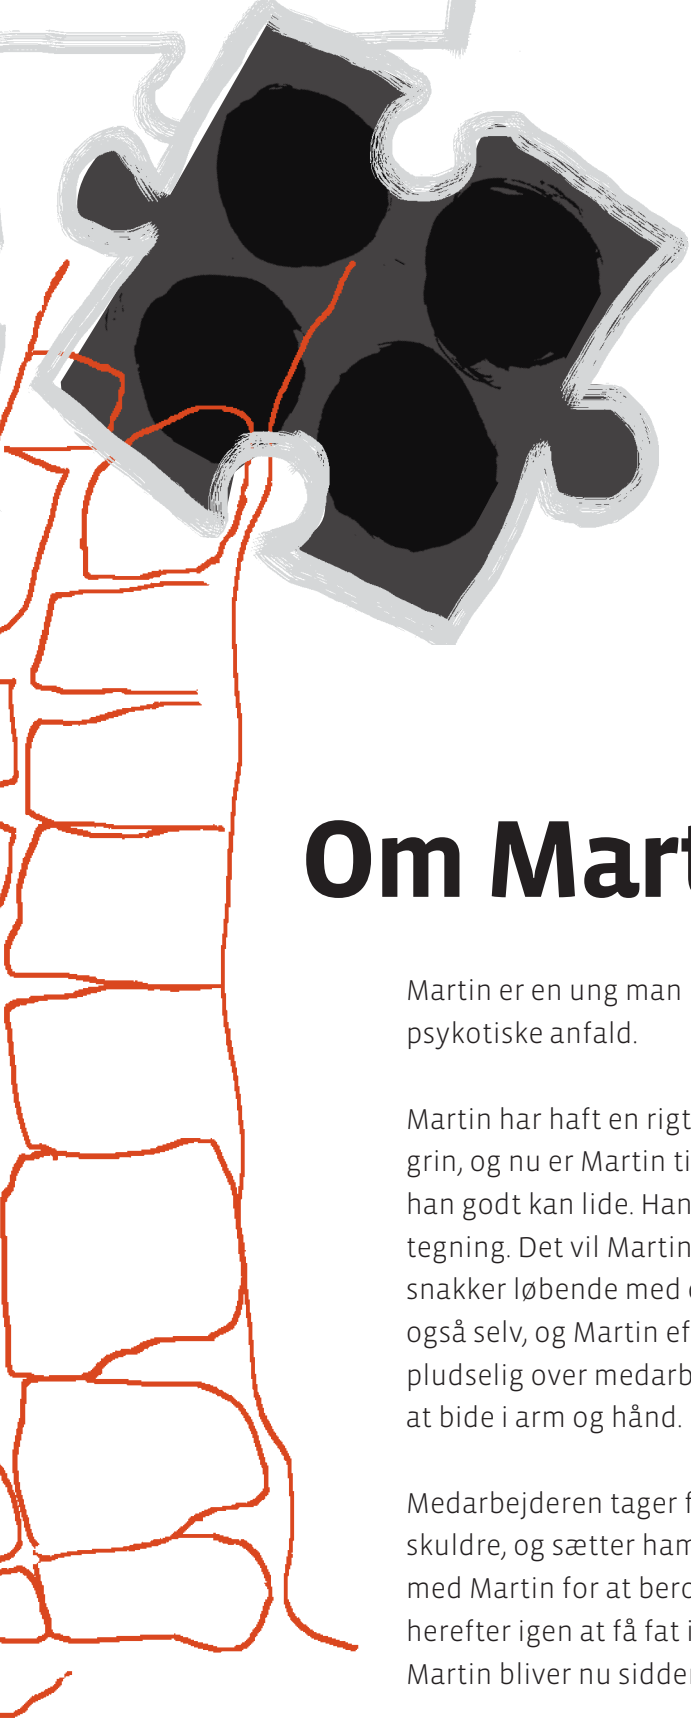 Om Mart
Martin er en ung man
psykotiske anfald.
Martin har haft en rigt
grin, og nu er Martin ti
han godt kan lide. Han
tegning. Det vil Martin
snakker løbende med
også selv, og Martin ef
pludselig over medarb
at bide i arm og hånd.
Medarbejderen tager f
skuldre, og sætter ham
med Martin for at bero
herefter igen at få fat i
Martin bliver nu sidder